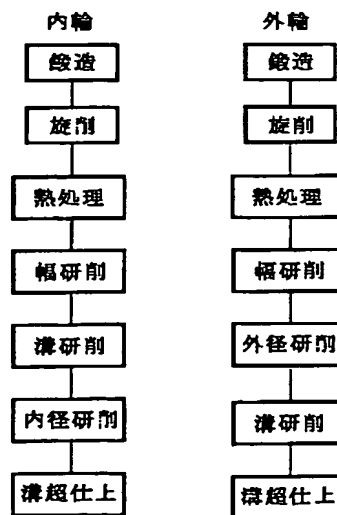 内輪
鍛造
旋削
熱処理
幅研削
溝研削
内径研削
溝超仕上
外輪
鍛造
旋削
熱処理
幅研削
外径研削
溝研削
溝超仕上